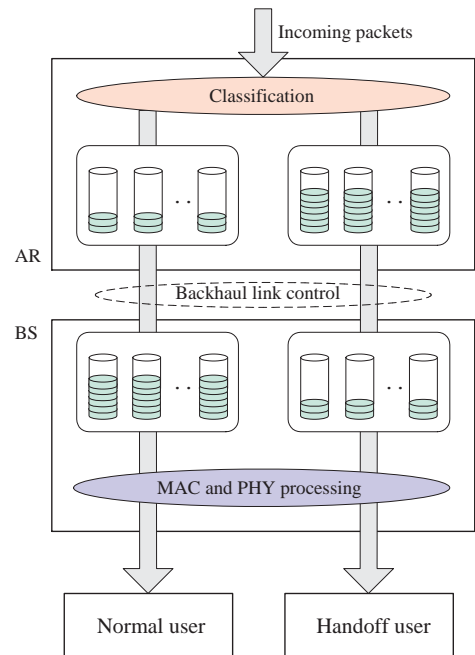 Incoming packets
Classification
. .
. .
AR
Backhaul link control
BS
. .
. .
MAC and PHY processing
Normal user
Handoff user